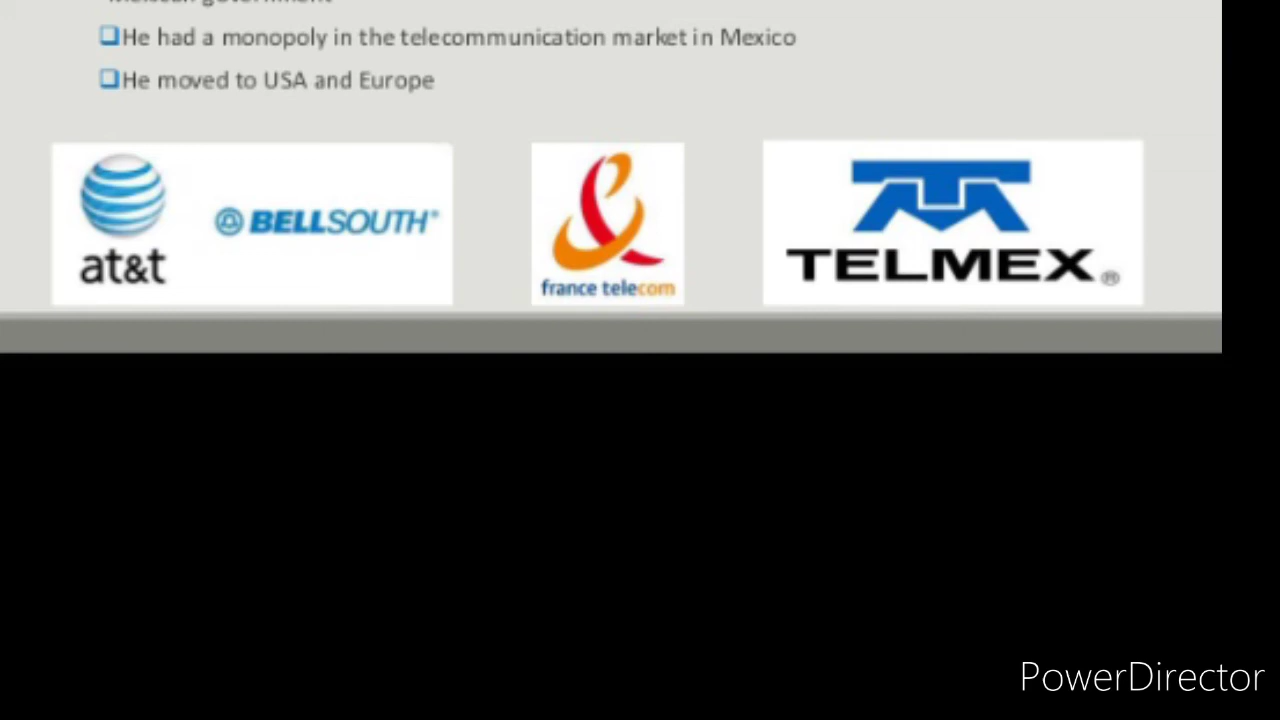 He had a monopoly in the telecommunication market in Mexico
He moved to USA and Europe
at&t
BELLSOUTH®
france telecom
TELMEX®
PowerDirector